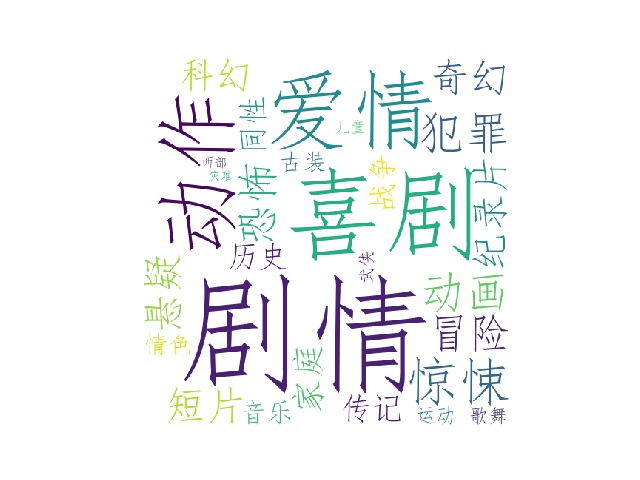 科幻
爱情
奇幻
动作
同性
儿童
犯罪
西部
灾难
恐怖
古装
战争
喜剧
纪录片
历史
武侠
悬疑
剧情
动画
情色
冒险
家庭
惊悚
短片
音乐
传记
运动
歌舞